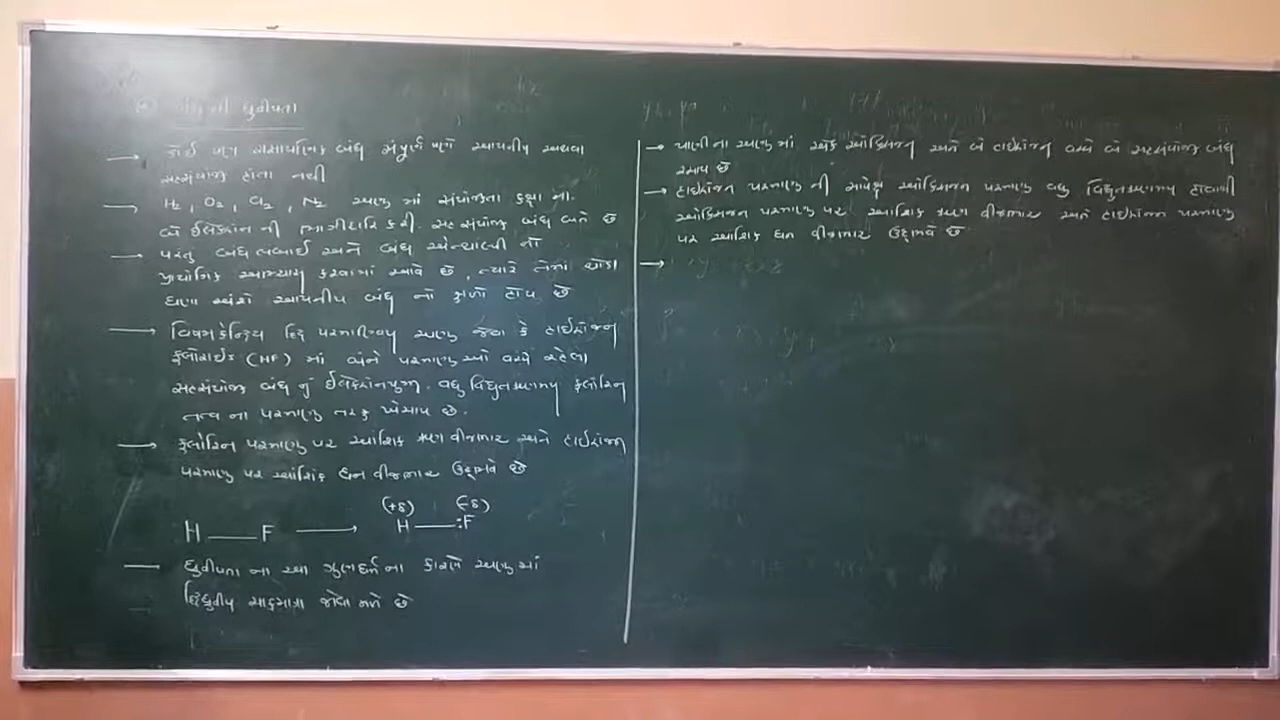 બંધની ધ્રુવીયતા
→ કોઈ પણ રાસાયણિક બંધ સંપૂર્ણ પણે આયનીય અથવા
સહસંયોજક હોતા નથી
→ H₂, O₂, Cl₂, N₂ અણુ માં સંયોજકતા કક્ષા ના
બે ઈલેક્ટ્રોન ની ભાગીદારી કરી સહસંયોજક બંધ બને છે
→ પરંતુ બંધ લંબાઈ અને બંધ એન્થાલ્પી નો
પ્રાયોગિક અભ્યાસ કરવામાં આવે છે, ત્યારે તેમાં થોડા
ઘણા અંશે આયનીય બંધ નો ફાળો હોય છે
→ વિષમકેન્દ્રિય દ્વિ પરમાણ્વિય અણુ જેવા કે હાઈડ્રોજન
ફ્લોરાઈડ (HF) માં બંને પરમાણુઓ વચ્ચે રહેલા
સહસંયોજક બંધ નું ઈલેક્ટ્રોનયુગ્મ વધુ વિદ્યુતઋણમય ફ્લોરિન
તત્વ ના પરમાણુ તરફ ખેંચાય છે.
→ ફ્લોરિન પરમાણુ પર આંશિક ઋણ વીજભાર અને હાઈડ્રોજન
પરમાણુ પર આંશિક ધન વીજભાર ઉદ્ભવે છે
(+δ) (-δ)
H — F → H — :F
→ ધ્રુવીયતા ના આ ગુણધર્મ ના કારણે અણુ માં
દ્વિધ્રુવીય ચાકમાત્રા જોવા મળે છે
→ પાણી ના અણુ માં એક ઓક્સિજન અને બે હાઈડ્રોજન વચ્ચે બે સહસંયોજક બંધ
રચાય છે
→ હાઈડ્રોજન પરમાણુ ની સાપેક્ષે ઓક્સિજન પરમાણુ વધુ વિદ્યુતઋણમય હોવાથી
ઓક્સિજન પરમાણુ પર આંશિક ઋણ વીજભાર અને હાઈડ્રોજન પરમાણુ
પર આંશિક ધન વીજભાર ઉદ્ભવે છે
→